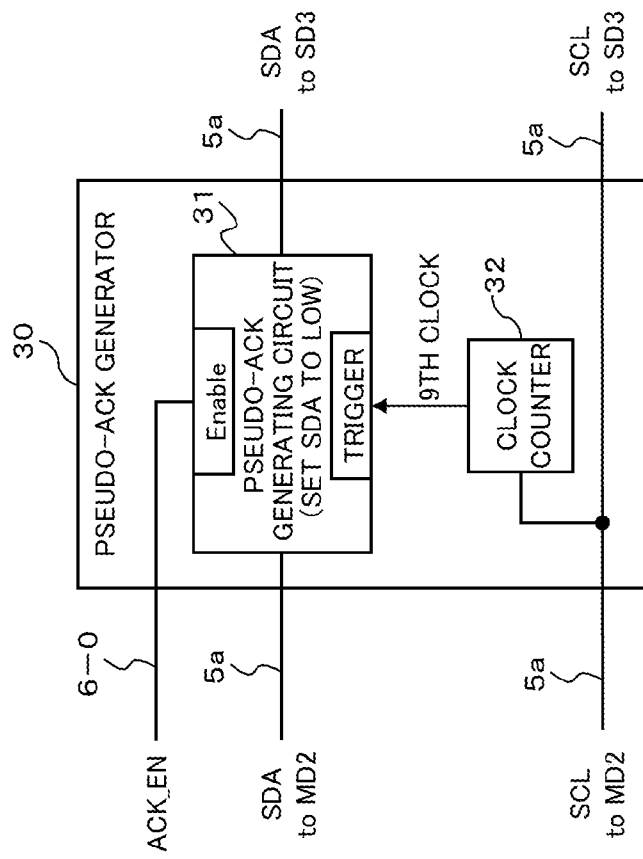 30
PSEUDO-ACK GENERATOR
6-0
ACK_EN
31
Enable
PSEUDO-ACK
GENERATING CIRCUIT
(SET SDA TO LOW)
TRIGGER
5a
SDA
to MD2
5a
SDA
to SD3
9TH CLOCK
32
CLOCK
COUNTER
5a
SCL
to MD2
5a
SCL
to SD3